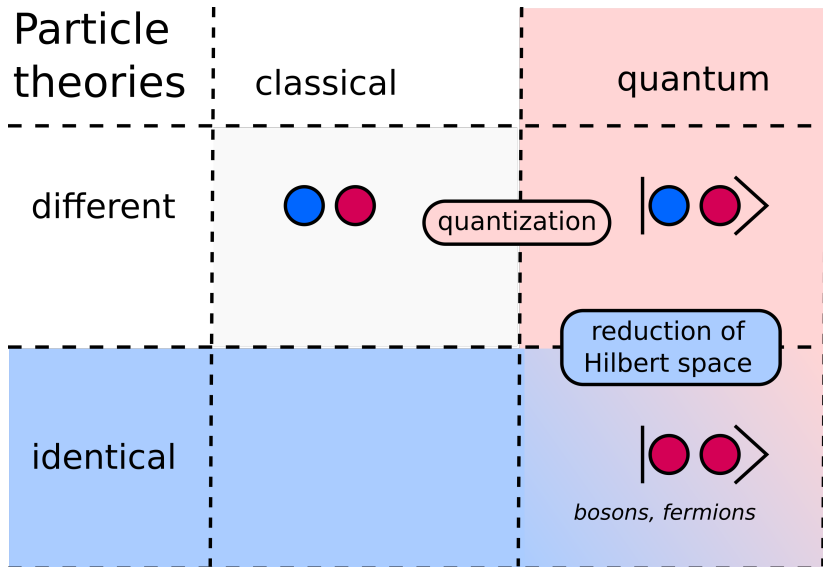 Particle
theories
classical
quantum
different
quantization
reduction of
Hilbert space
identical
bosons, fermions